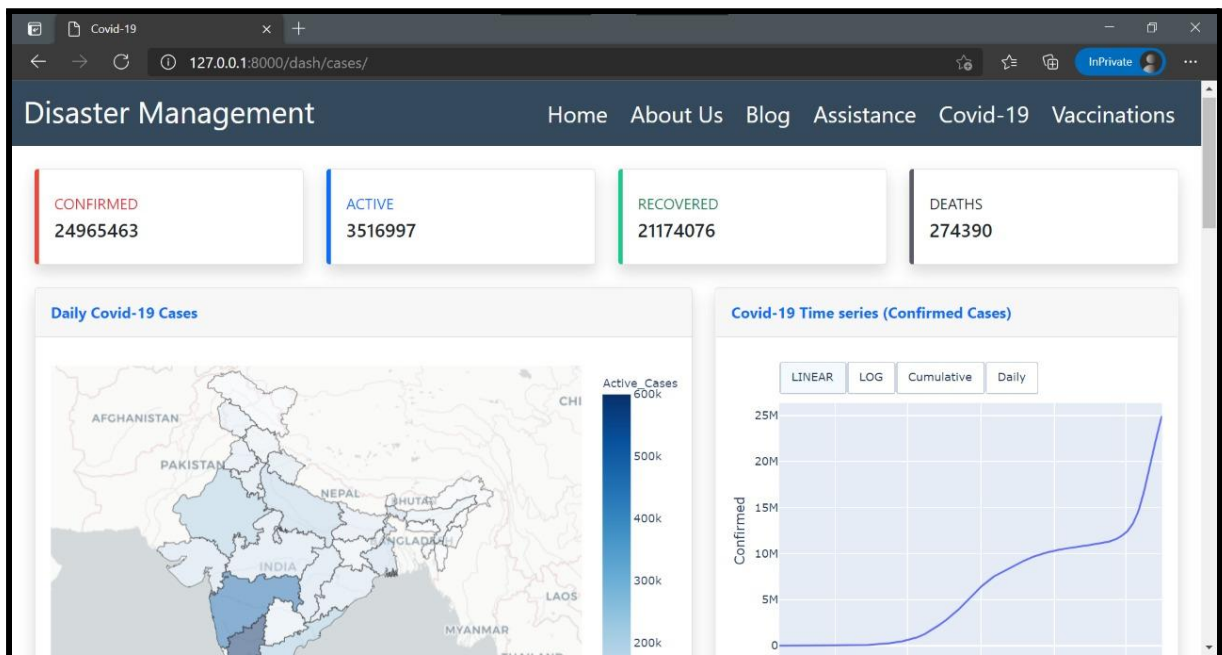 Covid-19
127.0.0.1:8000/dash/cases/
InPrivate
Disaster Management
Home About Us Blog Assistance Covid-19 Vaccinations
CONFIRMED
24965463
ACTIVE
3516997
RECOVERED
21174076
DEATHS
274390
Daily Covid-19 Cases
AFGHANISTAN
PAKISTAN
NEPAL
INDIA
MYANMAR
LAOS
CHI
Active_Cases
600k
500k
400k
300k
200k
Covid-19 Time series (Confirmed Cases)
LINEAR LOG Cumulative Daily
Confirmed
25M
20M
15M
10M
5M
0